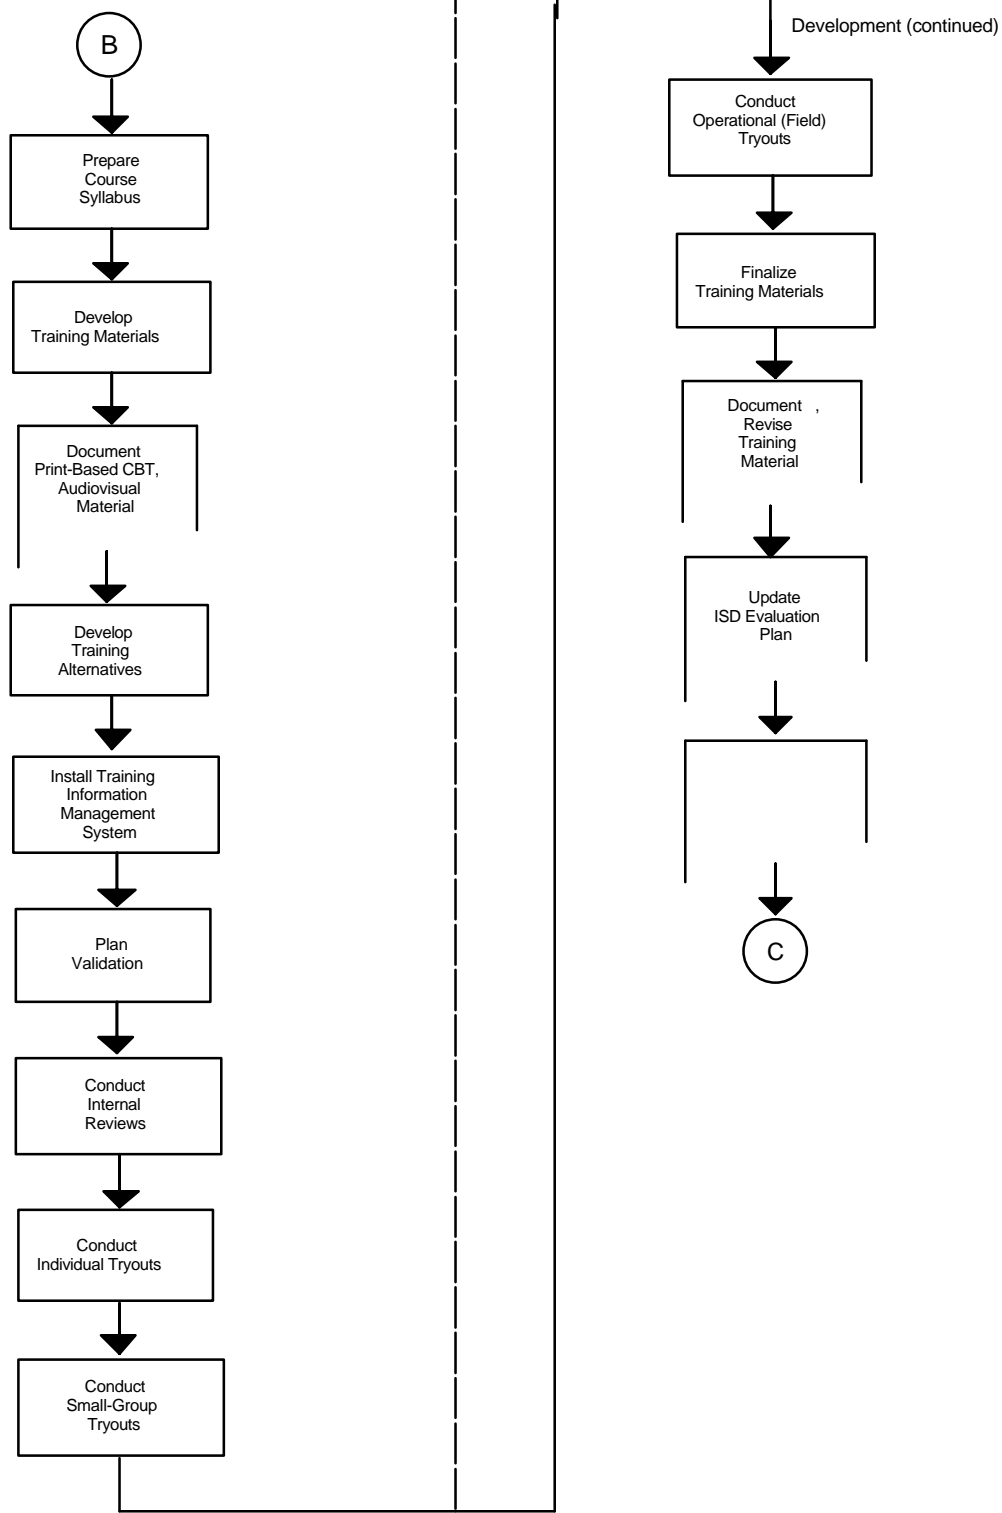 B
Prepare
Course
Syllabus
Develop
Training Materials
Document
Print-Based CBT,
Audiovisual
Material
Develop
Training
Alternatives
Install Training
Information
Management
System
Plan
Validation
Conduct
Internal
Reviews
Conduct
Individual Tryouts
Conduct
Small-Group
Tryouts
Development (continued)
Conduct
Operational (Field)
Tryouts
Finalize
Training Materials
Document ,
Revise
Training
Material
Update
ISD Evaluation
Plan
C